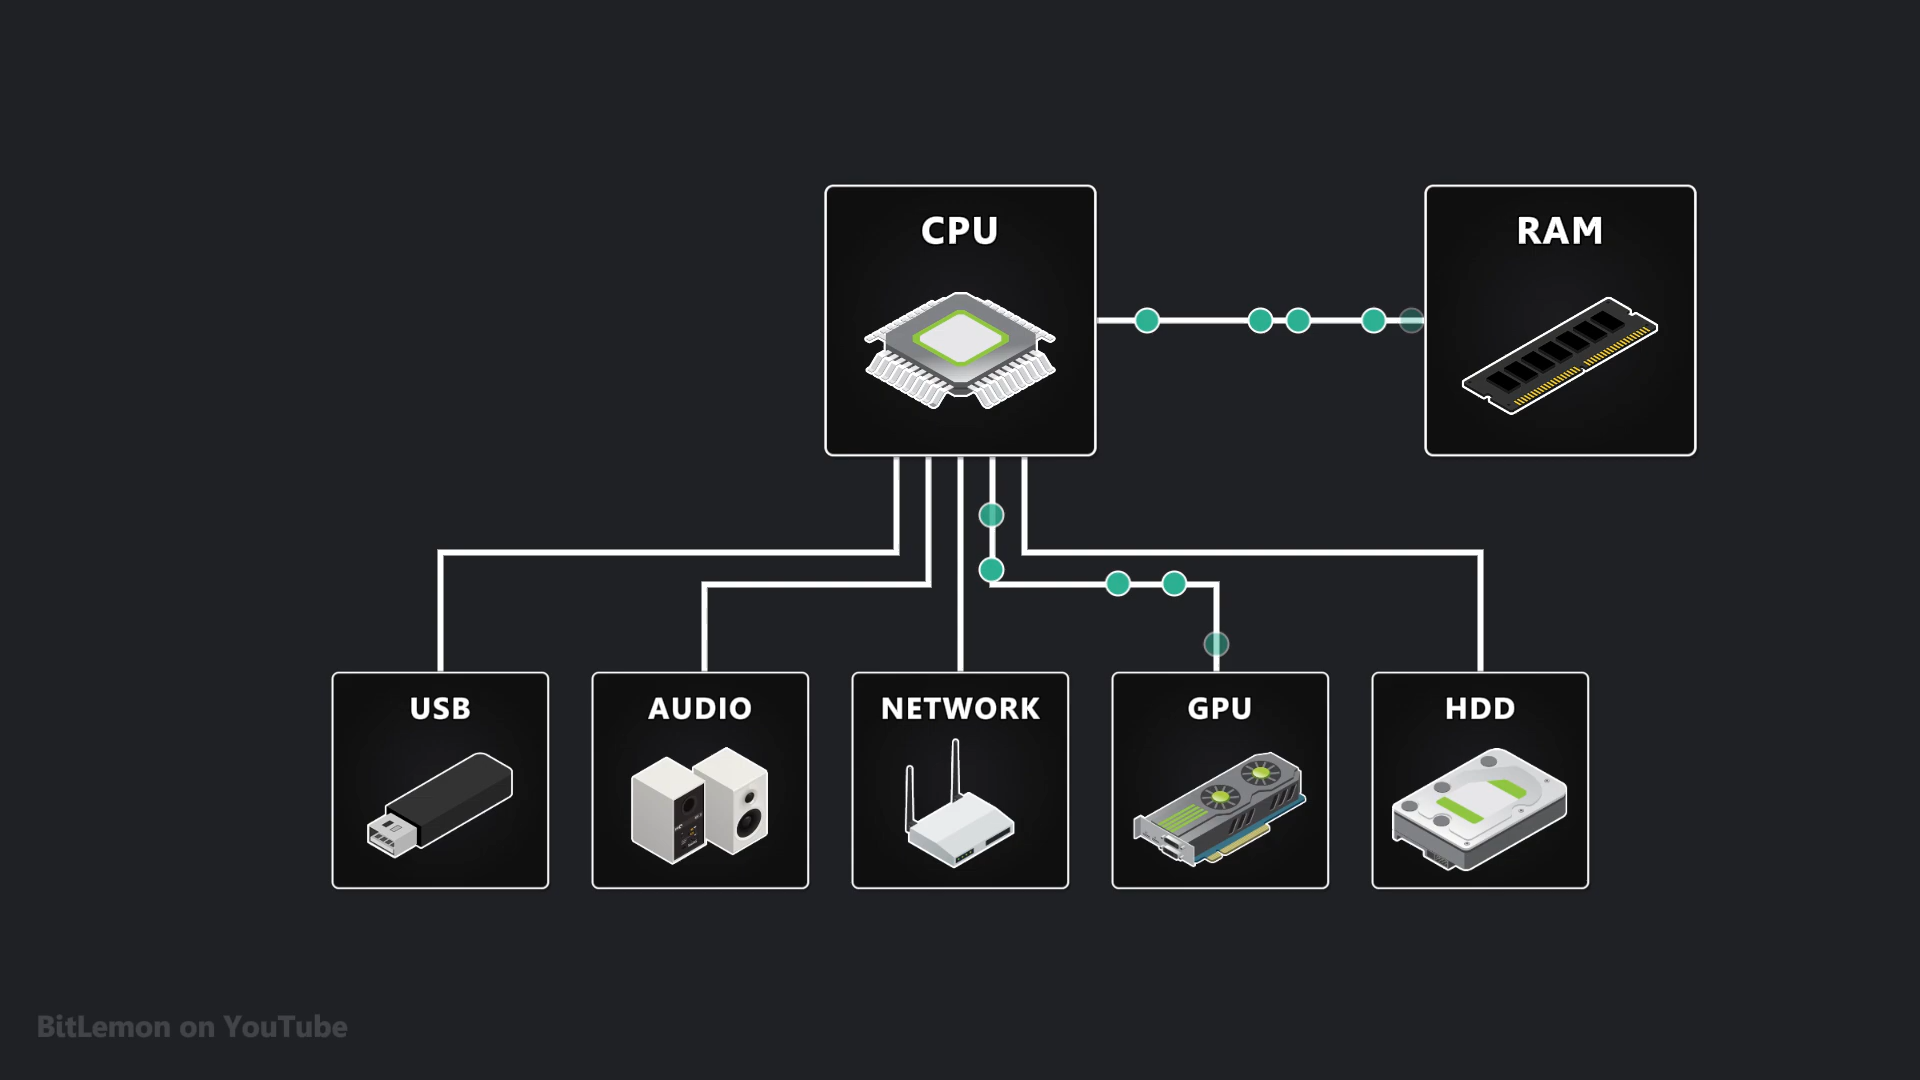 CPU
RAM
USB
AUDIO
NETWORK
GPU
HDD
BitLemon on YouTube